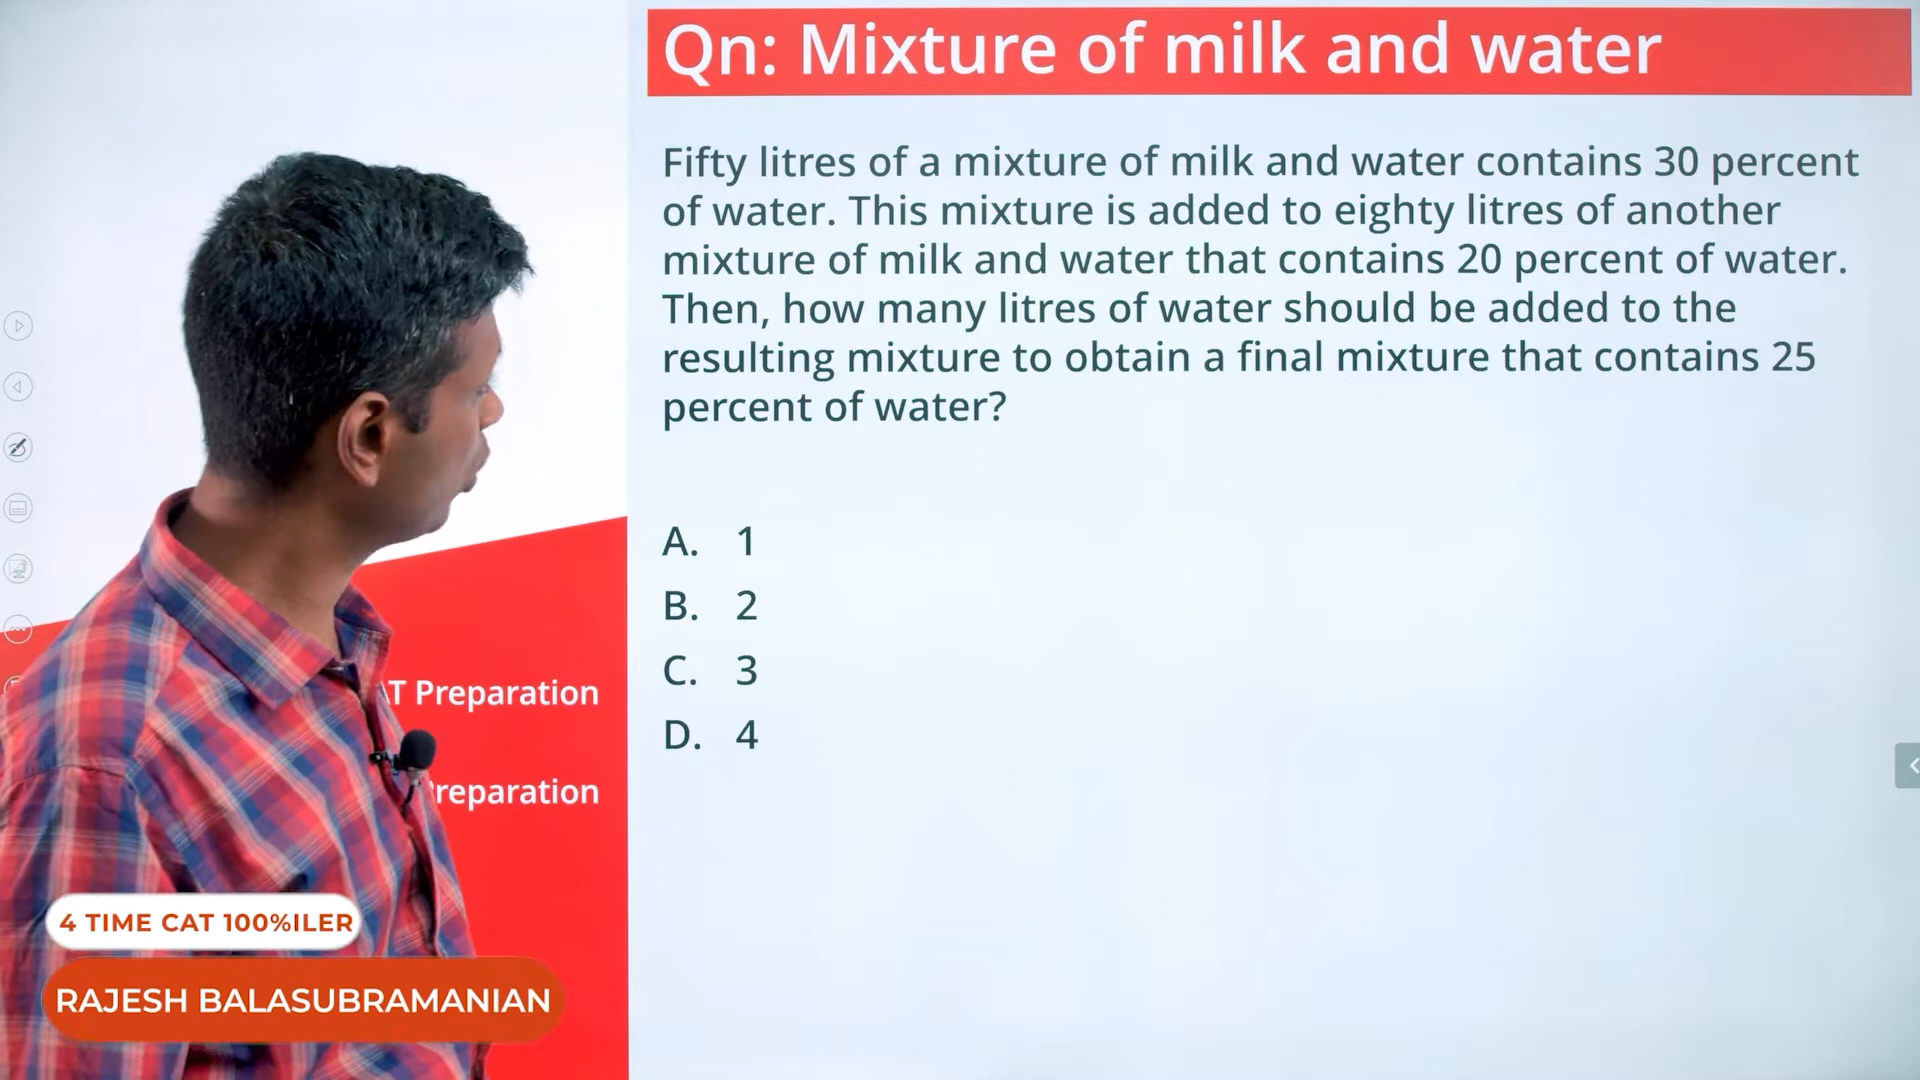 Qn: Mixture of milk and water
Fifty litres of a mixture of milk and water contains 30 percent
of water. This mixture is added to eighty litres of another
mixture of milk and water that contains 20 percent of water.
Then, how many litres of water should be added to the
resulting mixture to obtain a final mixture that contains 25
percent of water?
A. 1
B. 2
C. 3
D. 4
T Preparation
reparation
4 TIME CAT 100%ILER
RAJESH BALASUBRAMANIAN